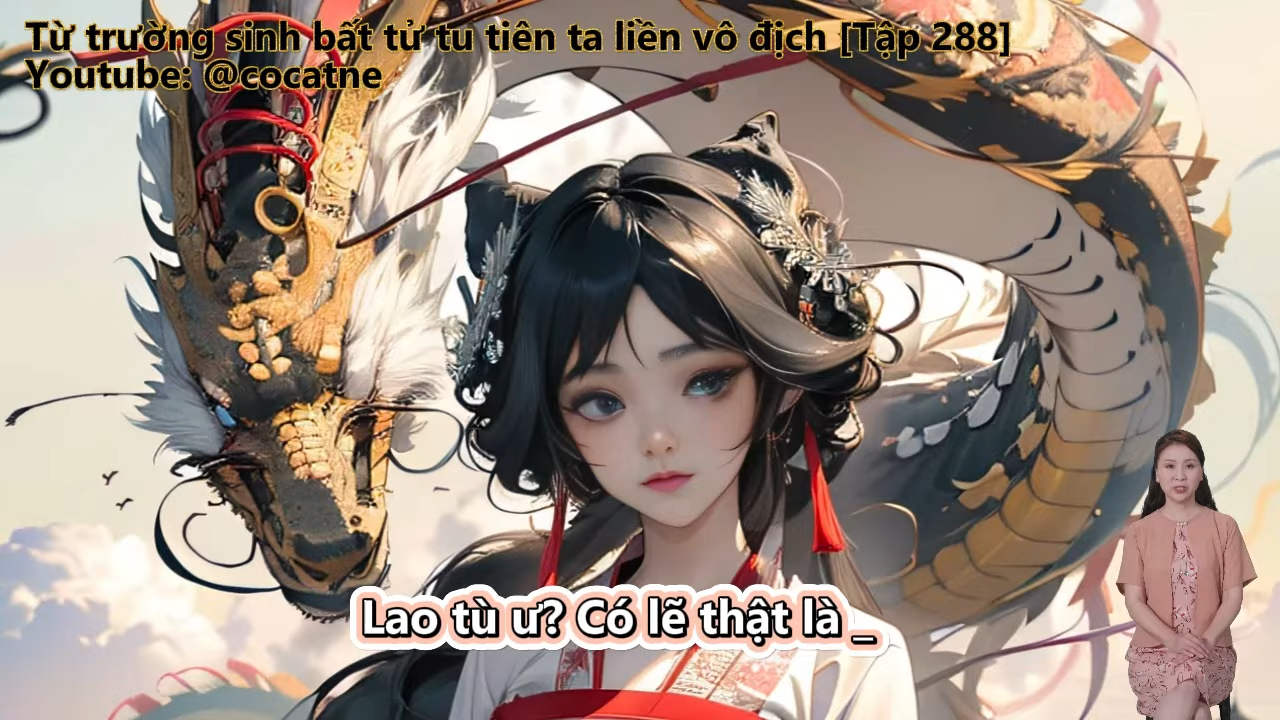 Từ trường sinh bất tử tu tiên ta liền vô địch [Tập 288]
Youtube: @cocatne
Lao tù ư? Có lẽ thật là _